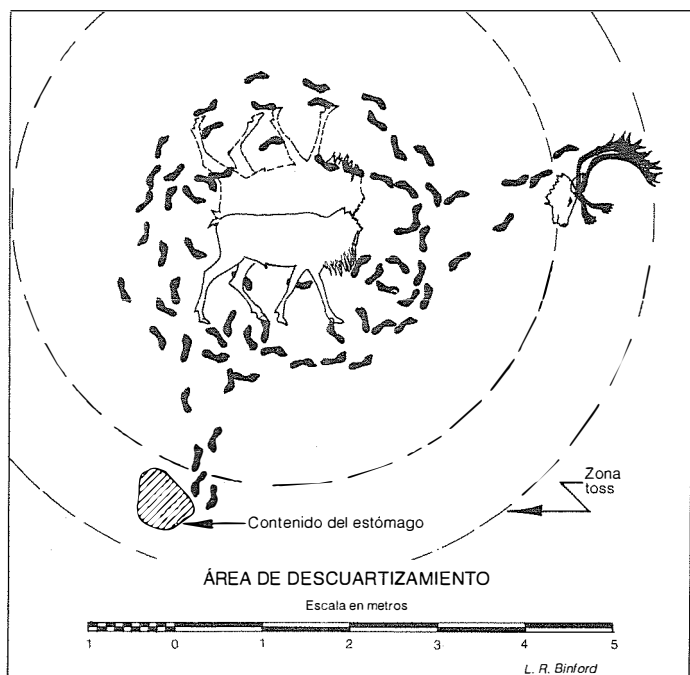 Zona
toss
Contenido del estómago
ÁREA DE DESCUARTIZAMIENTO
Escala en metros
1 0 1 2 3 4 5
L. R. Binford